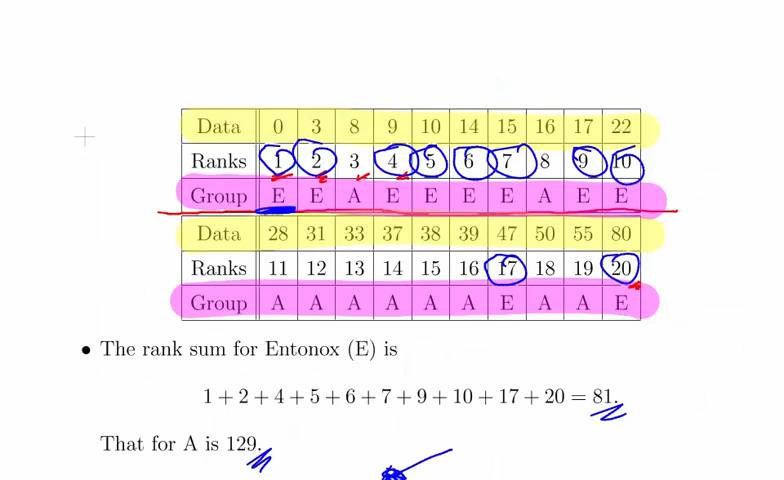 Data 0 3 8 9 10 14 15 16 17 22
Ranks 1 2 3 4 5 6 7 8 9 10
Group E E A E E E E A E E
Data 28 31 33 37 38 39 47 50 55 80
Ranks 11 12 13 14 15 16 17 18 19 20
Group A A A A A A E A A E
• The rank sum for Entonox (E) is
1 + 2 + 4 + 5 + 6 + 7 + 9 + 10 + 17 + 20 = 81.
That for A is 129.